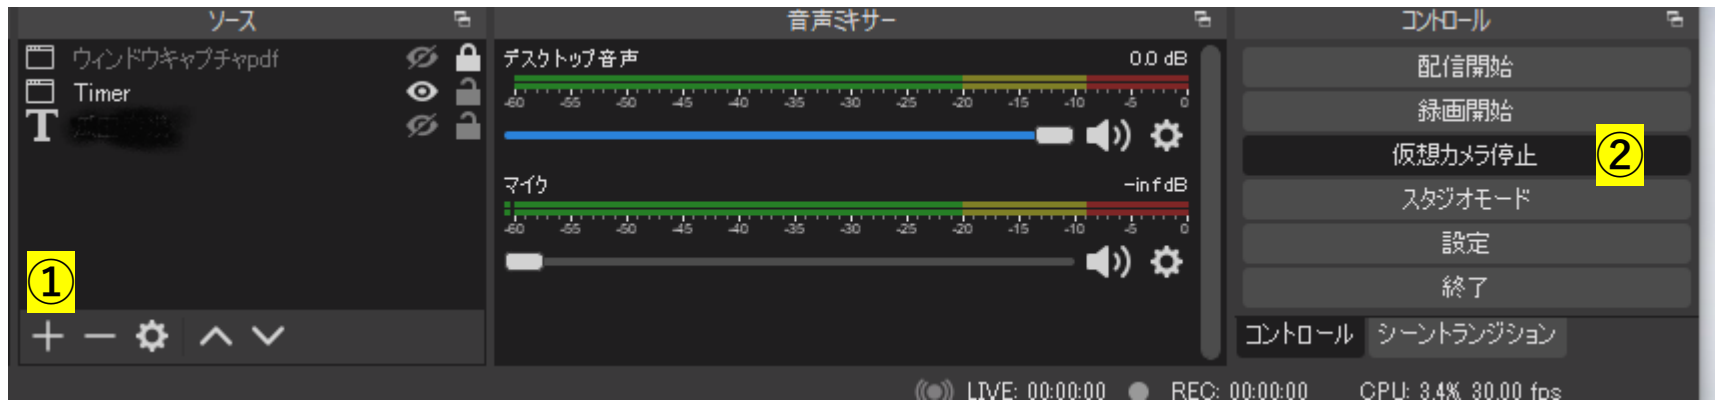 ソース
ウィンドウキャプチャpdf
Timer
T
①
音声ミキサー
デスクトップ音声 0.0 dB
-60 -55 -50 -45 -40 -35 -30 -25 -20 -15 -10 -5 0
マイク -inf dB
-60 -55 -50 -45 -40 -35 -30 -25 -20 -15 -10 -5 0
コントロール
配信開始
録画開始
仮想カメラ停止 ②
スタジオモード
設定
終了
コントロール シーントランジション
LIVE: 00:00:00 REC: 00:00:00 CPU: 3.4%, 30.00 fps